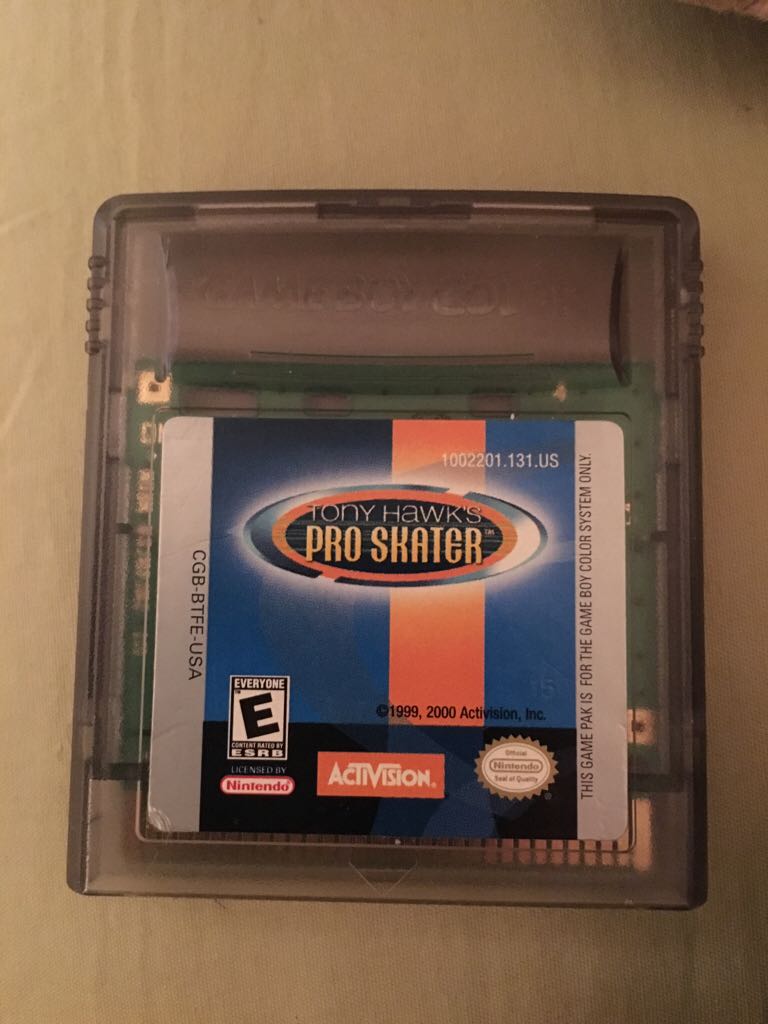 GAME BOY COLOR
1002201.131.US
TONY HAWK'S
PRO SKATER™
CGB-BTFE-USA
THIS GAME PAK IS FOR THE GAME BOY COLOR SYSTEM ONLY.
©1999, 2000 Activision, Inc.
EVERYONE
E
CONTENT RATED BY
ESRB
LICENSED BY
Nintendo
ACTIVISION®
Official
Nintendo
Seal of Quality
®